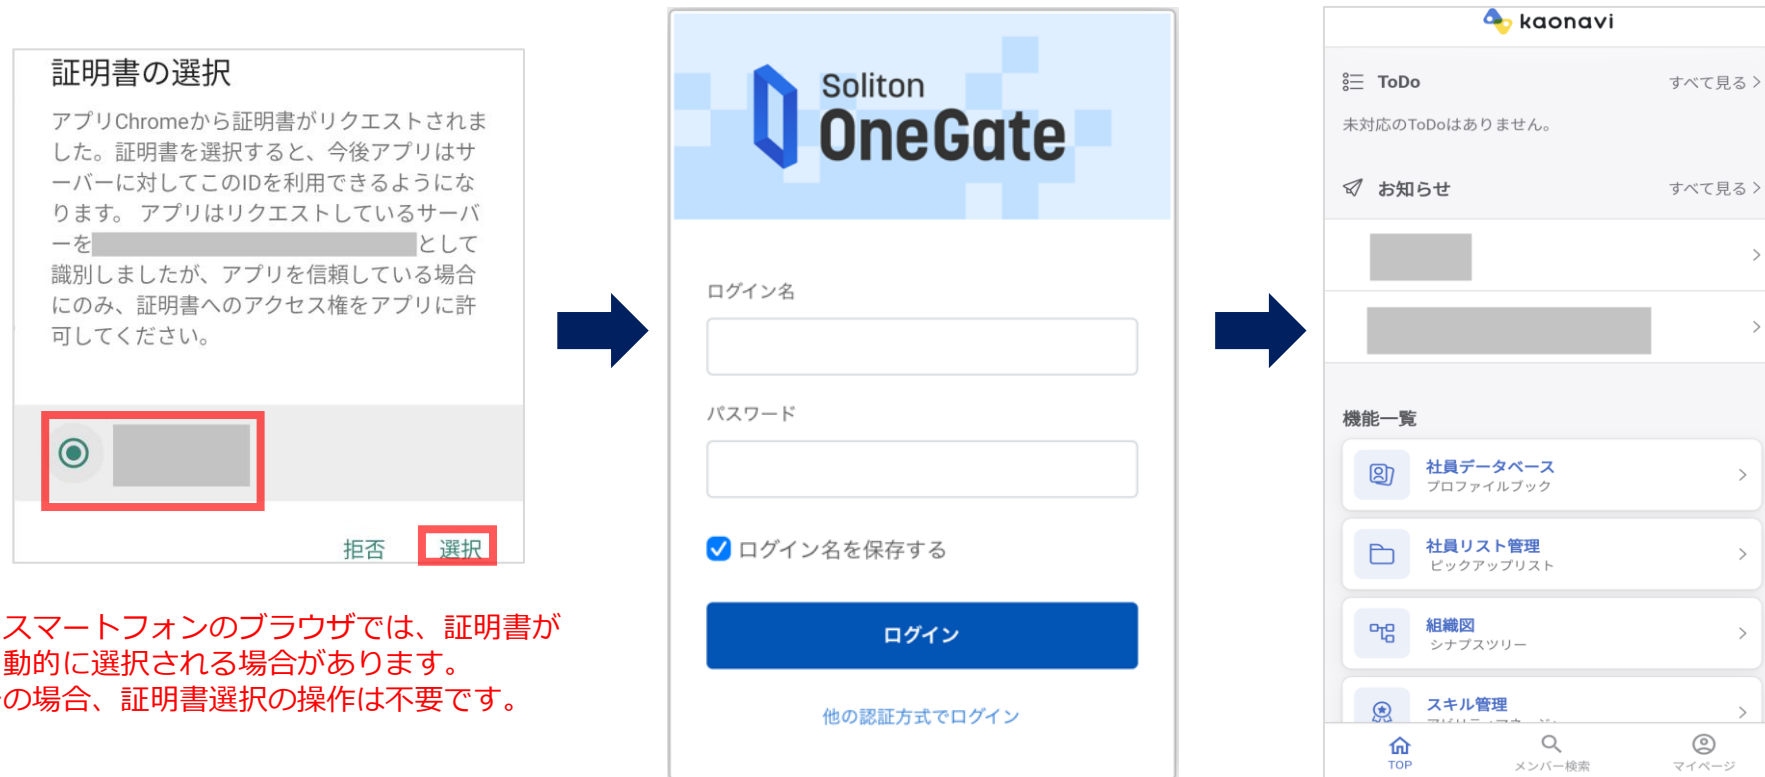 証明書の選択
アプリChromeから証明書がリクエストされま
した。証明書を選択すると、今後アプリはサ
ーバーに対してこのIDを利用できるようにな
ります。 アプリはリクエストしているサーバ
ーを
として
識別しましたが、アプリを信頼している場合
にのみ、証明書へのアクセス権をアプリに許
可してください。
拒否
選択
スマートフォンのブラウザでは、証明書が
動的に選択される場合があります。
の場合、証明書選択の操作は不要です。
Soliton
OneGate
ログイン名
パスワード
ログイン名を保存する
ログイン
他の認証方式でログイン
kaonavi
ToDo
すべて見る
未対応のToDoはありません。
お知らせ
すべて見る
機能一覧
社員データベース
プロファイルブック
社員リスト管理
ピックアップリスト
組織図
シナプスツリー
スキル管理
TOP
メンバー検索
マイページ